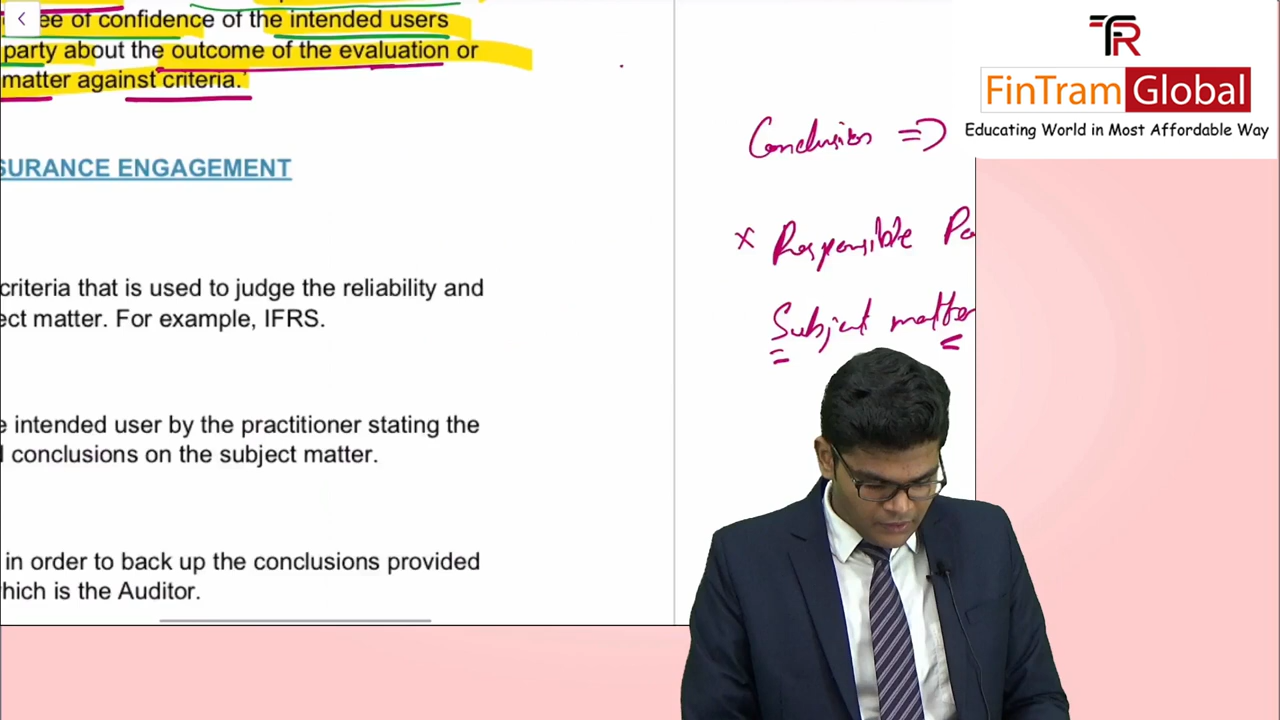 ee of confidence of the intended users
party about the outcome of the evaluation or
matter against criteria.'
SURANCE ENGAGEMENT
criteria that is used to judge the reliability and
ect matter. For example, IFRS.
e intended user by the practitioner stating the
conclusions on the subject matter.
in order to back up the conclusions provided
hich is the Auditor.
Conclusion =>
x Responsible Pa
Subject matter
TFR
FinTram Global
Educating World in Most Affordable Way